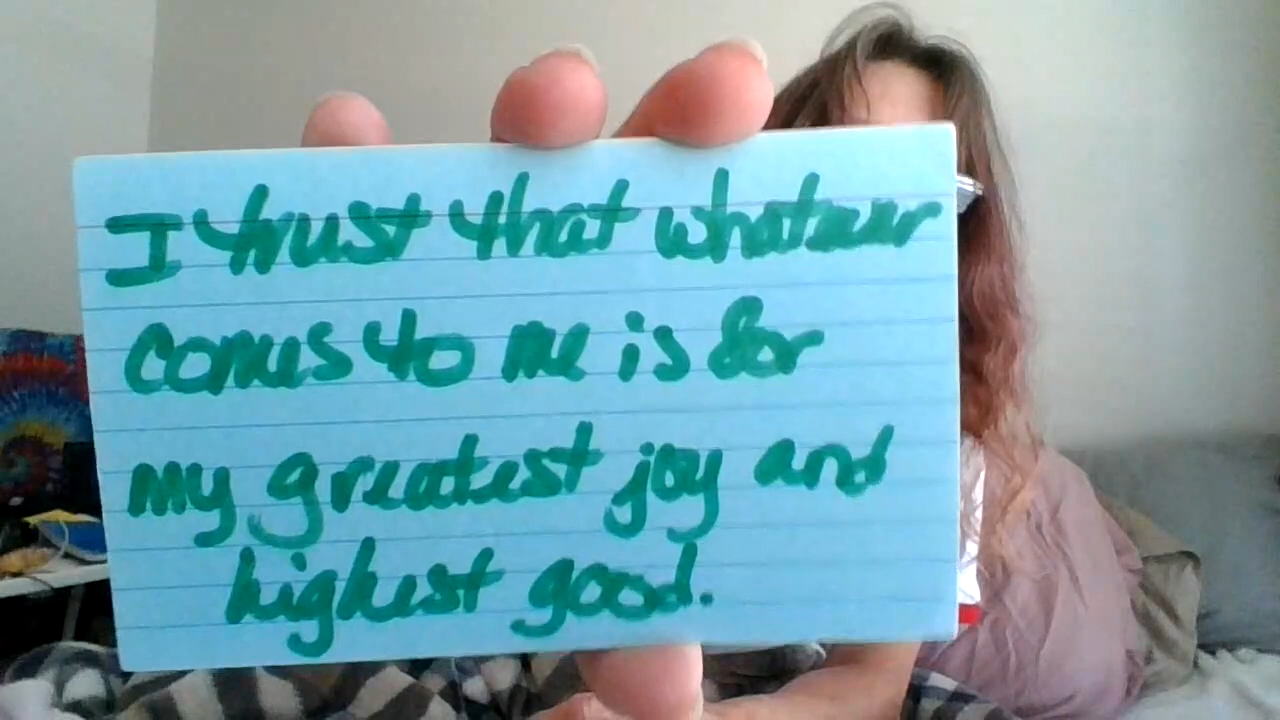 I trust that whatever
comes to me is for
my greatest joy and
highest good.